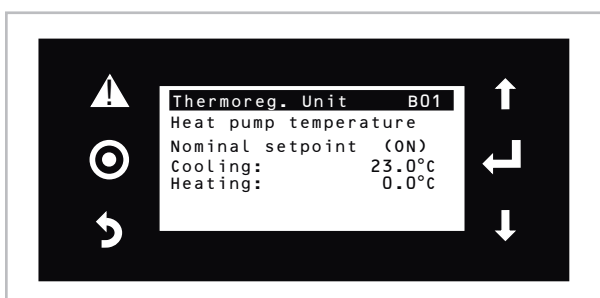 Thermoreg. Unit B01
Heat pump temperature
Nominal setpoint (ON)
Cooling: 23.0°C
Heating: 0.0°C